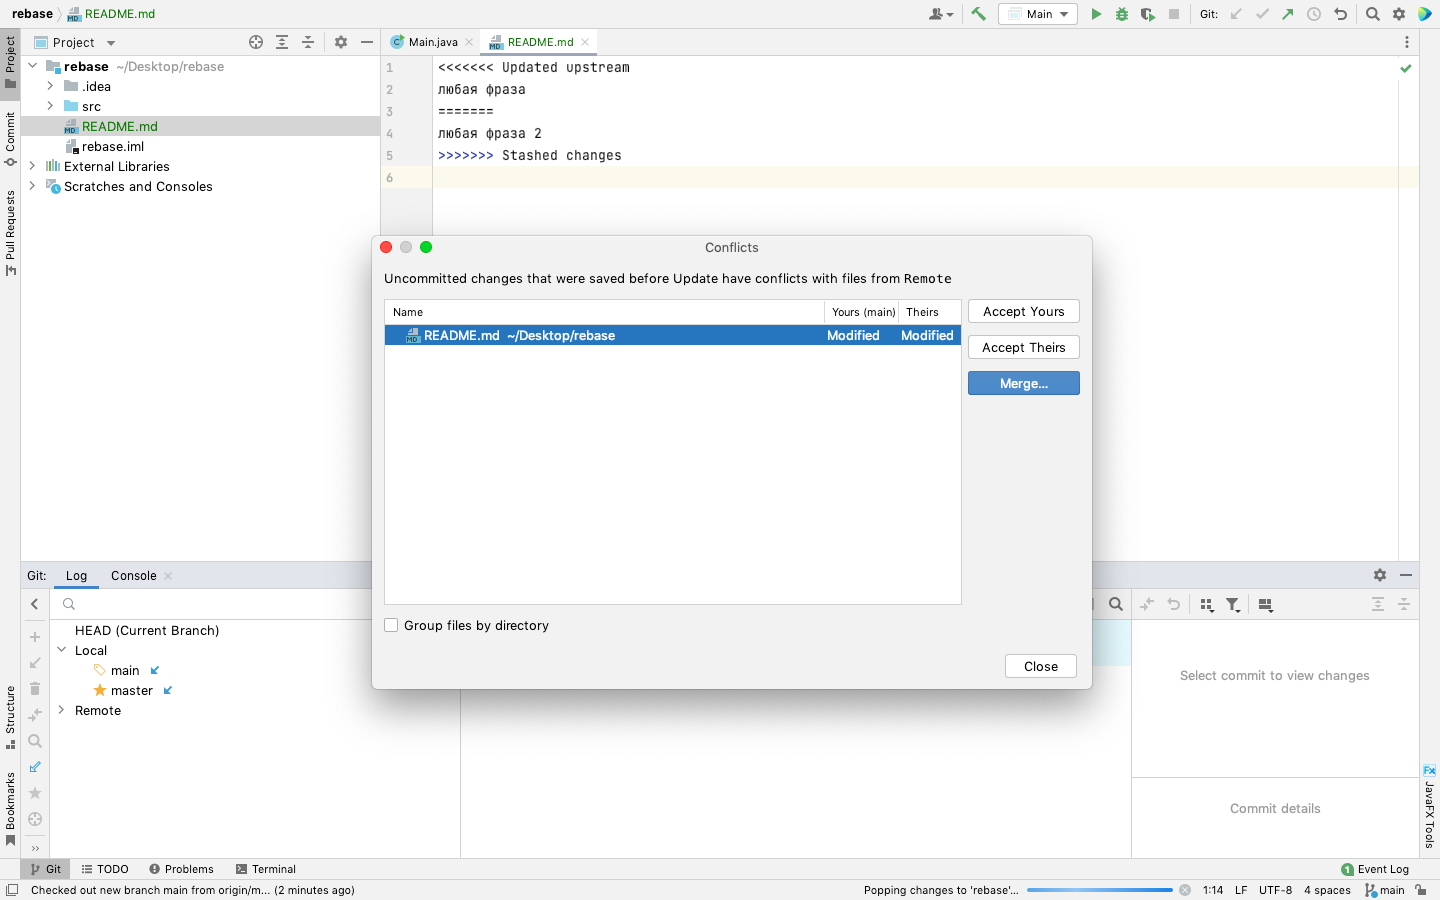 rebase
README.md
Main
Git:
Project
Main.java
README.md
rebase ~/Desktop/rebase
.idea
src
README.md
rebase.iml
External Libraries
Scratches and Consoles
Project
Commit
Pull Requests
Structure
Bookmarks
1 <<<<<<< Updated upstream
2 любая фраза
3 =======
4 любая фраза 2
5 >>>>>>> Stashed changes
6
Conflicts
Uncommitted changes that were saved before Update have conflicts with files from Remote
Name Yours (main) Theirs
README.md ~/Desktop/rebase Modified Modified
Accept Yours
Accept Theirs
Merge...
Group files by directory
Close
Git: Log Console
HEAD (Current Branch)
Local
main
master
Remote
Select commit to view changes
Commit details
JavaFX Tools
Git TODO Problems Terminal
1 Event Log
Checked out new branch main from origin/m... (2 minutes ago)
Popping changes to 'rebase'...
1:14 LF UTF-8 4 spaces main